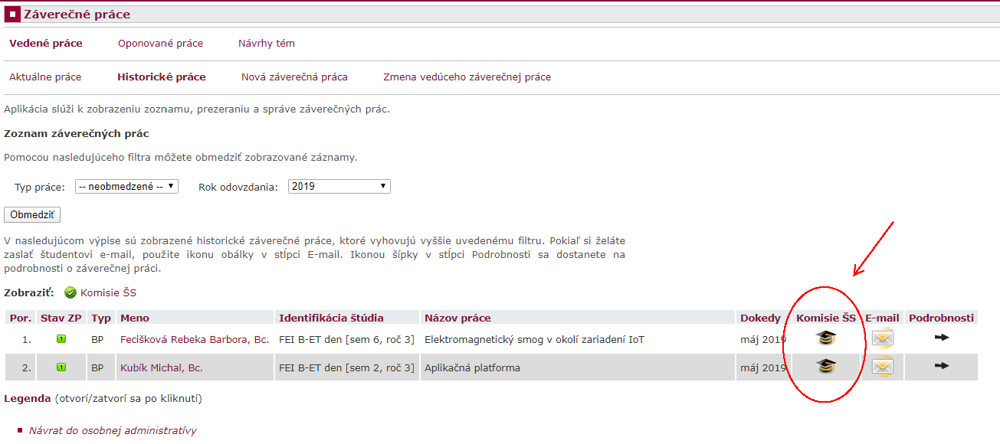 Záverečné práce
Vedené práce Oponované práce Návrhy tém
Aktuálne práce Historické práce Nová záverečná práca Zmena vedúceho záverečnej práce
Aplikácia slúži k zobrazeniu zoznamu, prezeraniu a správe záverečných prác.
Zoznam záverečných prác
Pomocou nasledujúceho filtra môžete obmedziť zobrazované záznamy.
Typ práce: -- neobmedzené -- Rok odovzdania: 2019
Obmedziť
V nasledujúcom výpise sú zobrazené historické záverečné práce, ktoré vyhovujú vyššie uvedenému filtru. Pokiaľ si želáte
zaslať študentovi e-mail, použite ikonu obálky v stĺpci E-mail. Ikonou šípky v stĺpci Podrobnosti sa dostanete na
podrobnosti o záverečnej práci.
Zobraziť: Komisie ŠS
Por. Stav ZP Typ Meno Identifikácia štúdia Názov práce Dokedy Komisie ŠS E-mail Podrobnosti
1. 1 BP Fecišková Rebeka Barbora, Bc. FEI B-ET den [sem 6, roč 3] Elektromagnetický smog v okolí zariadení IoT máj 2019
2. 1 BP Kubík Michal, Bc. FEI B-ET den [sem 2, roč 3] Aplikačná platforma máj 2019
Legenda (otvorí/zatvorí sa po kliknutí)
Návrat do osobnej administratívy